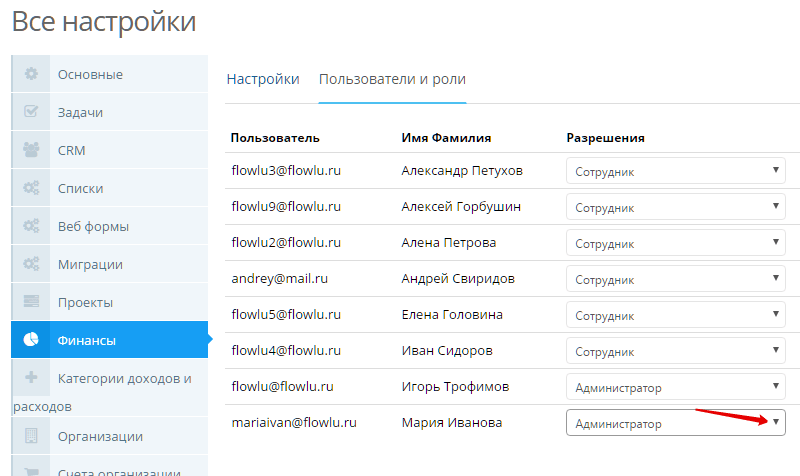 Все настройки
Основные
Задачи
CRM
Списки
Веб формы
Миграции
Проекты
Финансы
Категории доходов и
расходов
Организации
Счета организации
Настройки Пользователи и роли
Пользователь Имя Фамилия Разрешения
flowlu3@flowlu.ru Александр Петухов Сотрудник
flowlu9@flowlu.ru Алексей Горбушин Сотрудник
flowlu2@flowlu.ru Алена Петрова Сотрудник
andrey@mail.ru Андрей Свиридов Сотрудник
flowlu5@flowlu.ru Елена Головина Сотрудник
flowlu4@flowlu.ru Иван Сидоров Сотрудник
flowlu@flowlu.ru Игорь Трофимов Администратор
mariaivan@flowlu.ru Мария Иванова Администратор